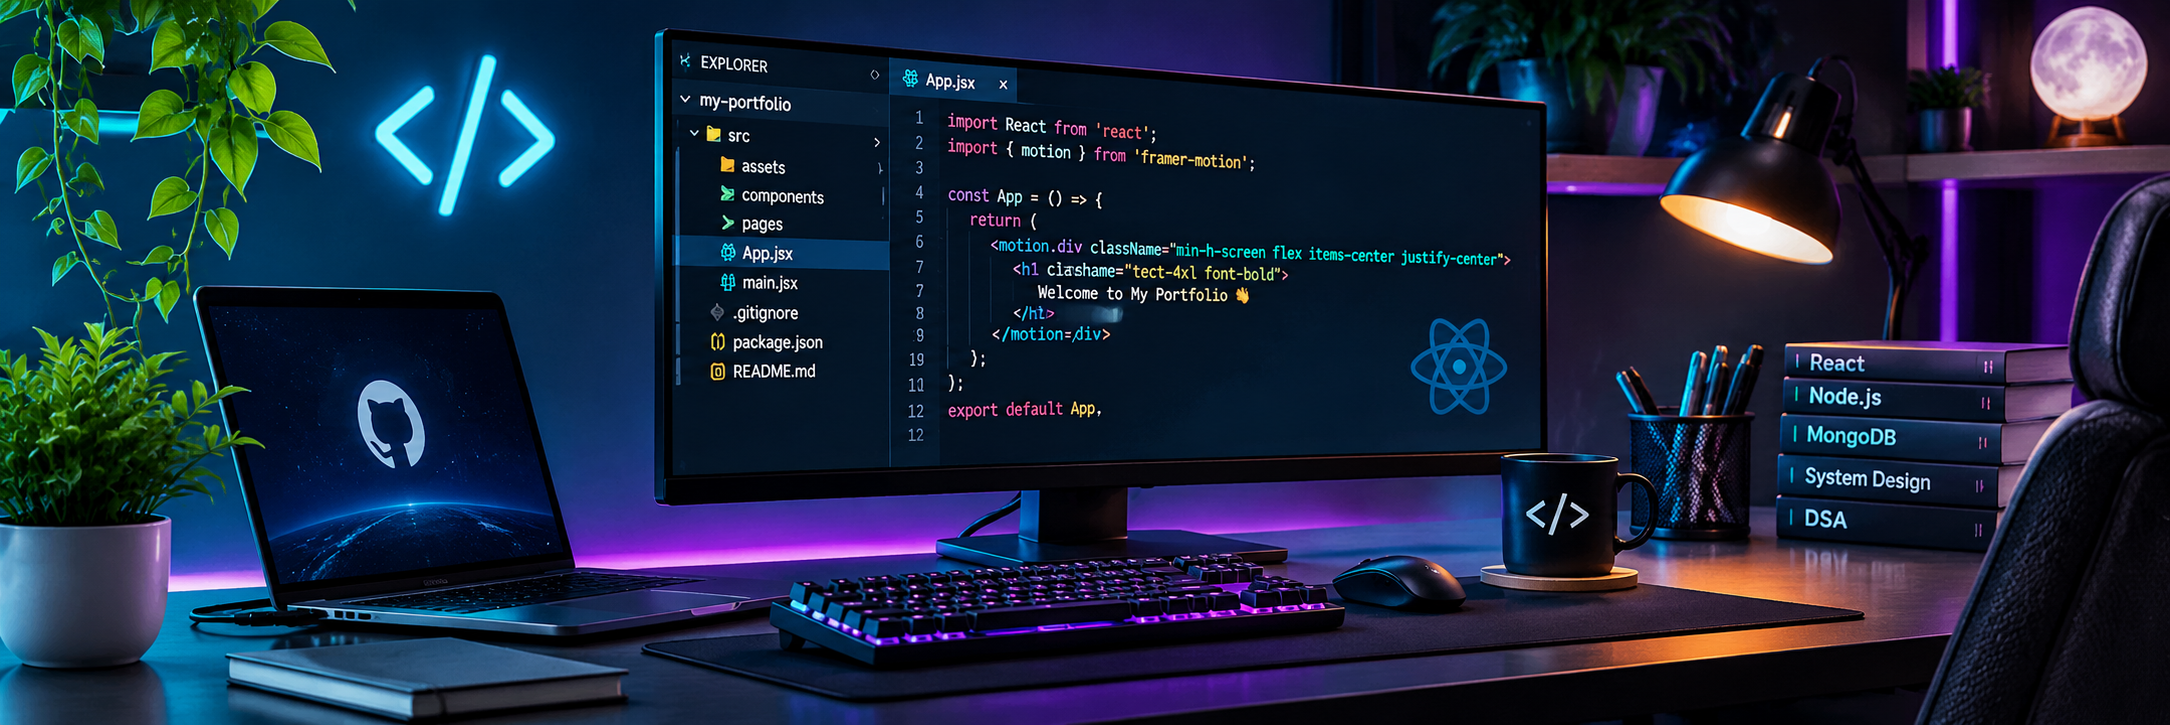 </>
EXPLORER
my-portfolio
src
assets
components
pages
App.jsx
main.jsx
.gitignore
package.json
README.md
App.jsx ×
1 import React from 'react';
2 import { motion } from 'framer-motion';
3
4 const App = () => {
5 return (
6 <motion.div className="min-h-screen flex items-center justify-center">
7 <h1 clashame="tect-4xl font-bold">
7 Welcome to My Portfolio 👋
8 </h1>
9 </motion=/div>
19 );
11 );
12 export default App,
12
</>
React
Node.js
MongoDB
System Design
DSA